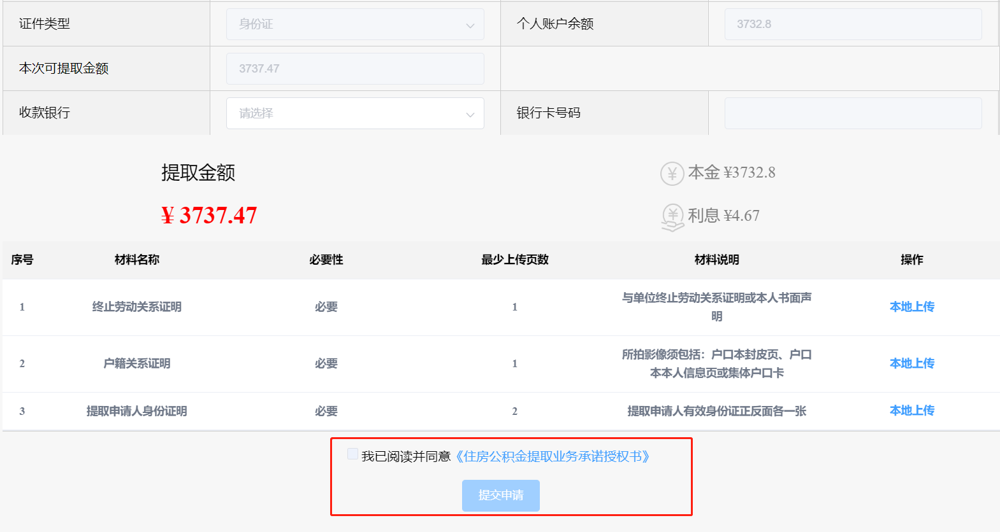 证件类型 身份证 个人账户余额 3732.8
本次可提取金额 3737.47
收款银行 请选择 银行卡号码
提取金额 本金 ¥3732.8
¥ 3737.47 利息 ¥4.67
序号 材料名称 必要性 最少上传页数 材料说明 操作
1 终止劳动关系证明 必要 1 与单位终止劳动关系证明或本人书面声
明 本地上传
2 户籍关系证明 必要 1 所拍影像须包括：户口本封皮页、户口
本本人信息页或集体户口卡 本地上传
3 提取申请人身份证明 必要 2 提取申请人有效身份证正反面各一张 本地上传
我已阅读并同意《住房公积金提取业务承诺授权书》
提交申请